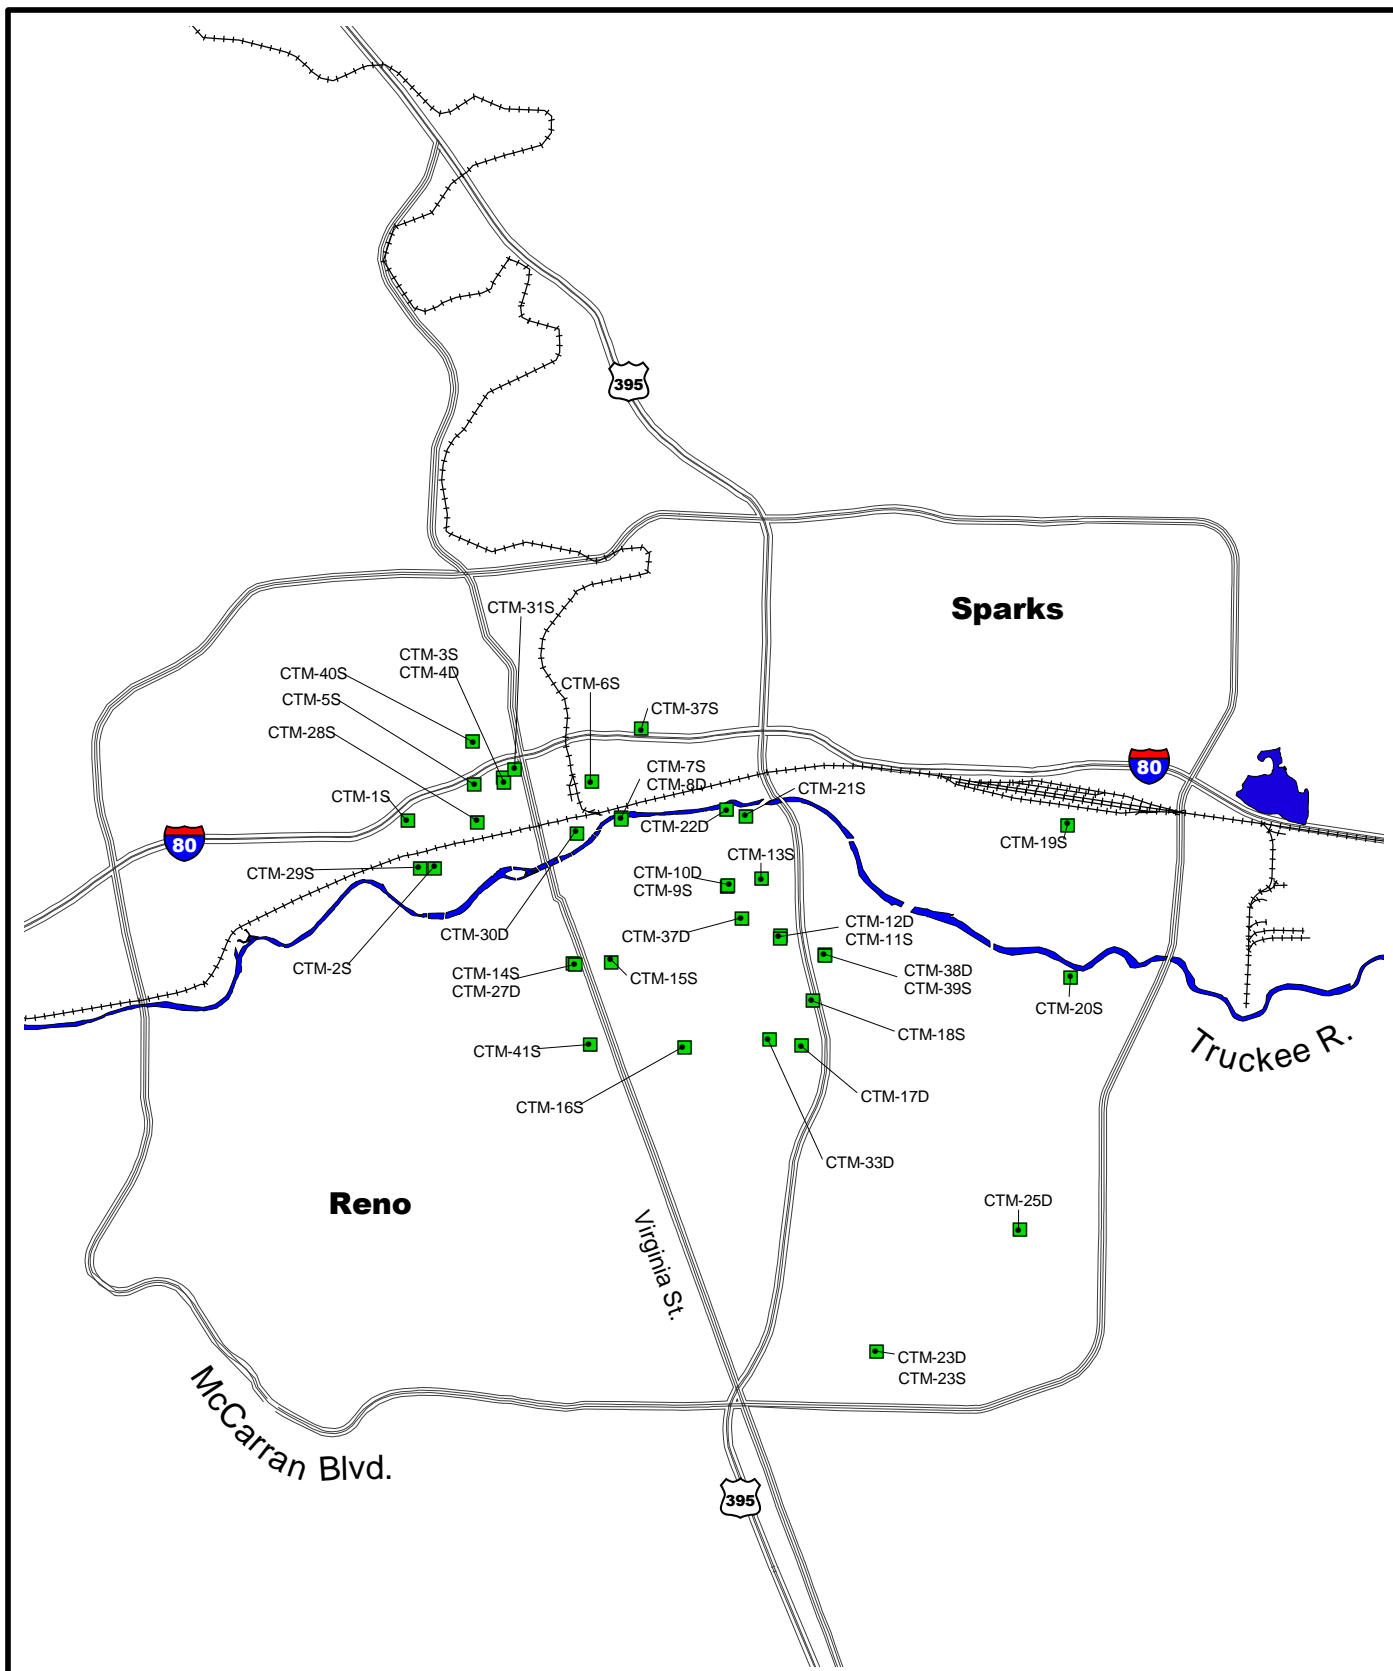 395
Sparks
CTM-31S
CTM-3S
CTM-4D
CTM-40S
CTM-6S
CTM-5S
CTM-37S
CTM-28S
CTM-7S
CTM-8D
80
CTM-1S
CTM-21S
CTM-22D
80
CTM-19S
CTM-13S
CTM-29S
CTM-10D
CTM-9S
CTM-12D
CTM-11S
CTM-30D
CTM-37D
CTM-2S
CTM-14S
CTM-27D
CTM-15S
CTM-38D
CTM-39S
CTM-20S
CTM-18S
Truckee R.
CTM-41S
CTM-16S
CTM-17D
CTM-33D
Reno
CTM-25D
Virginia St.
CTM-23D
CTM-23S
McCarran Blvd.
395